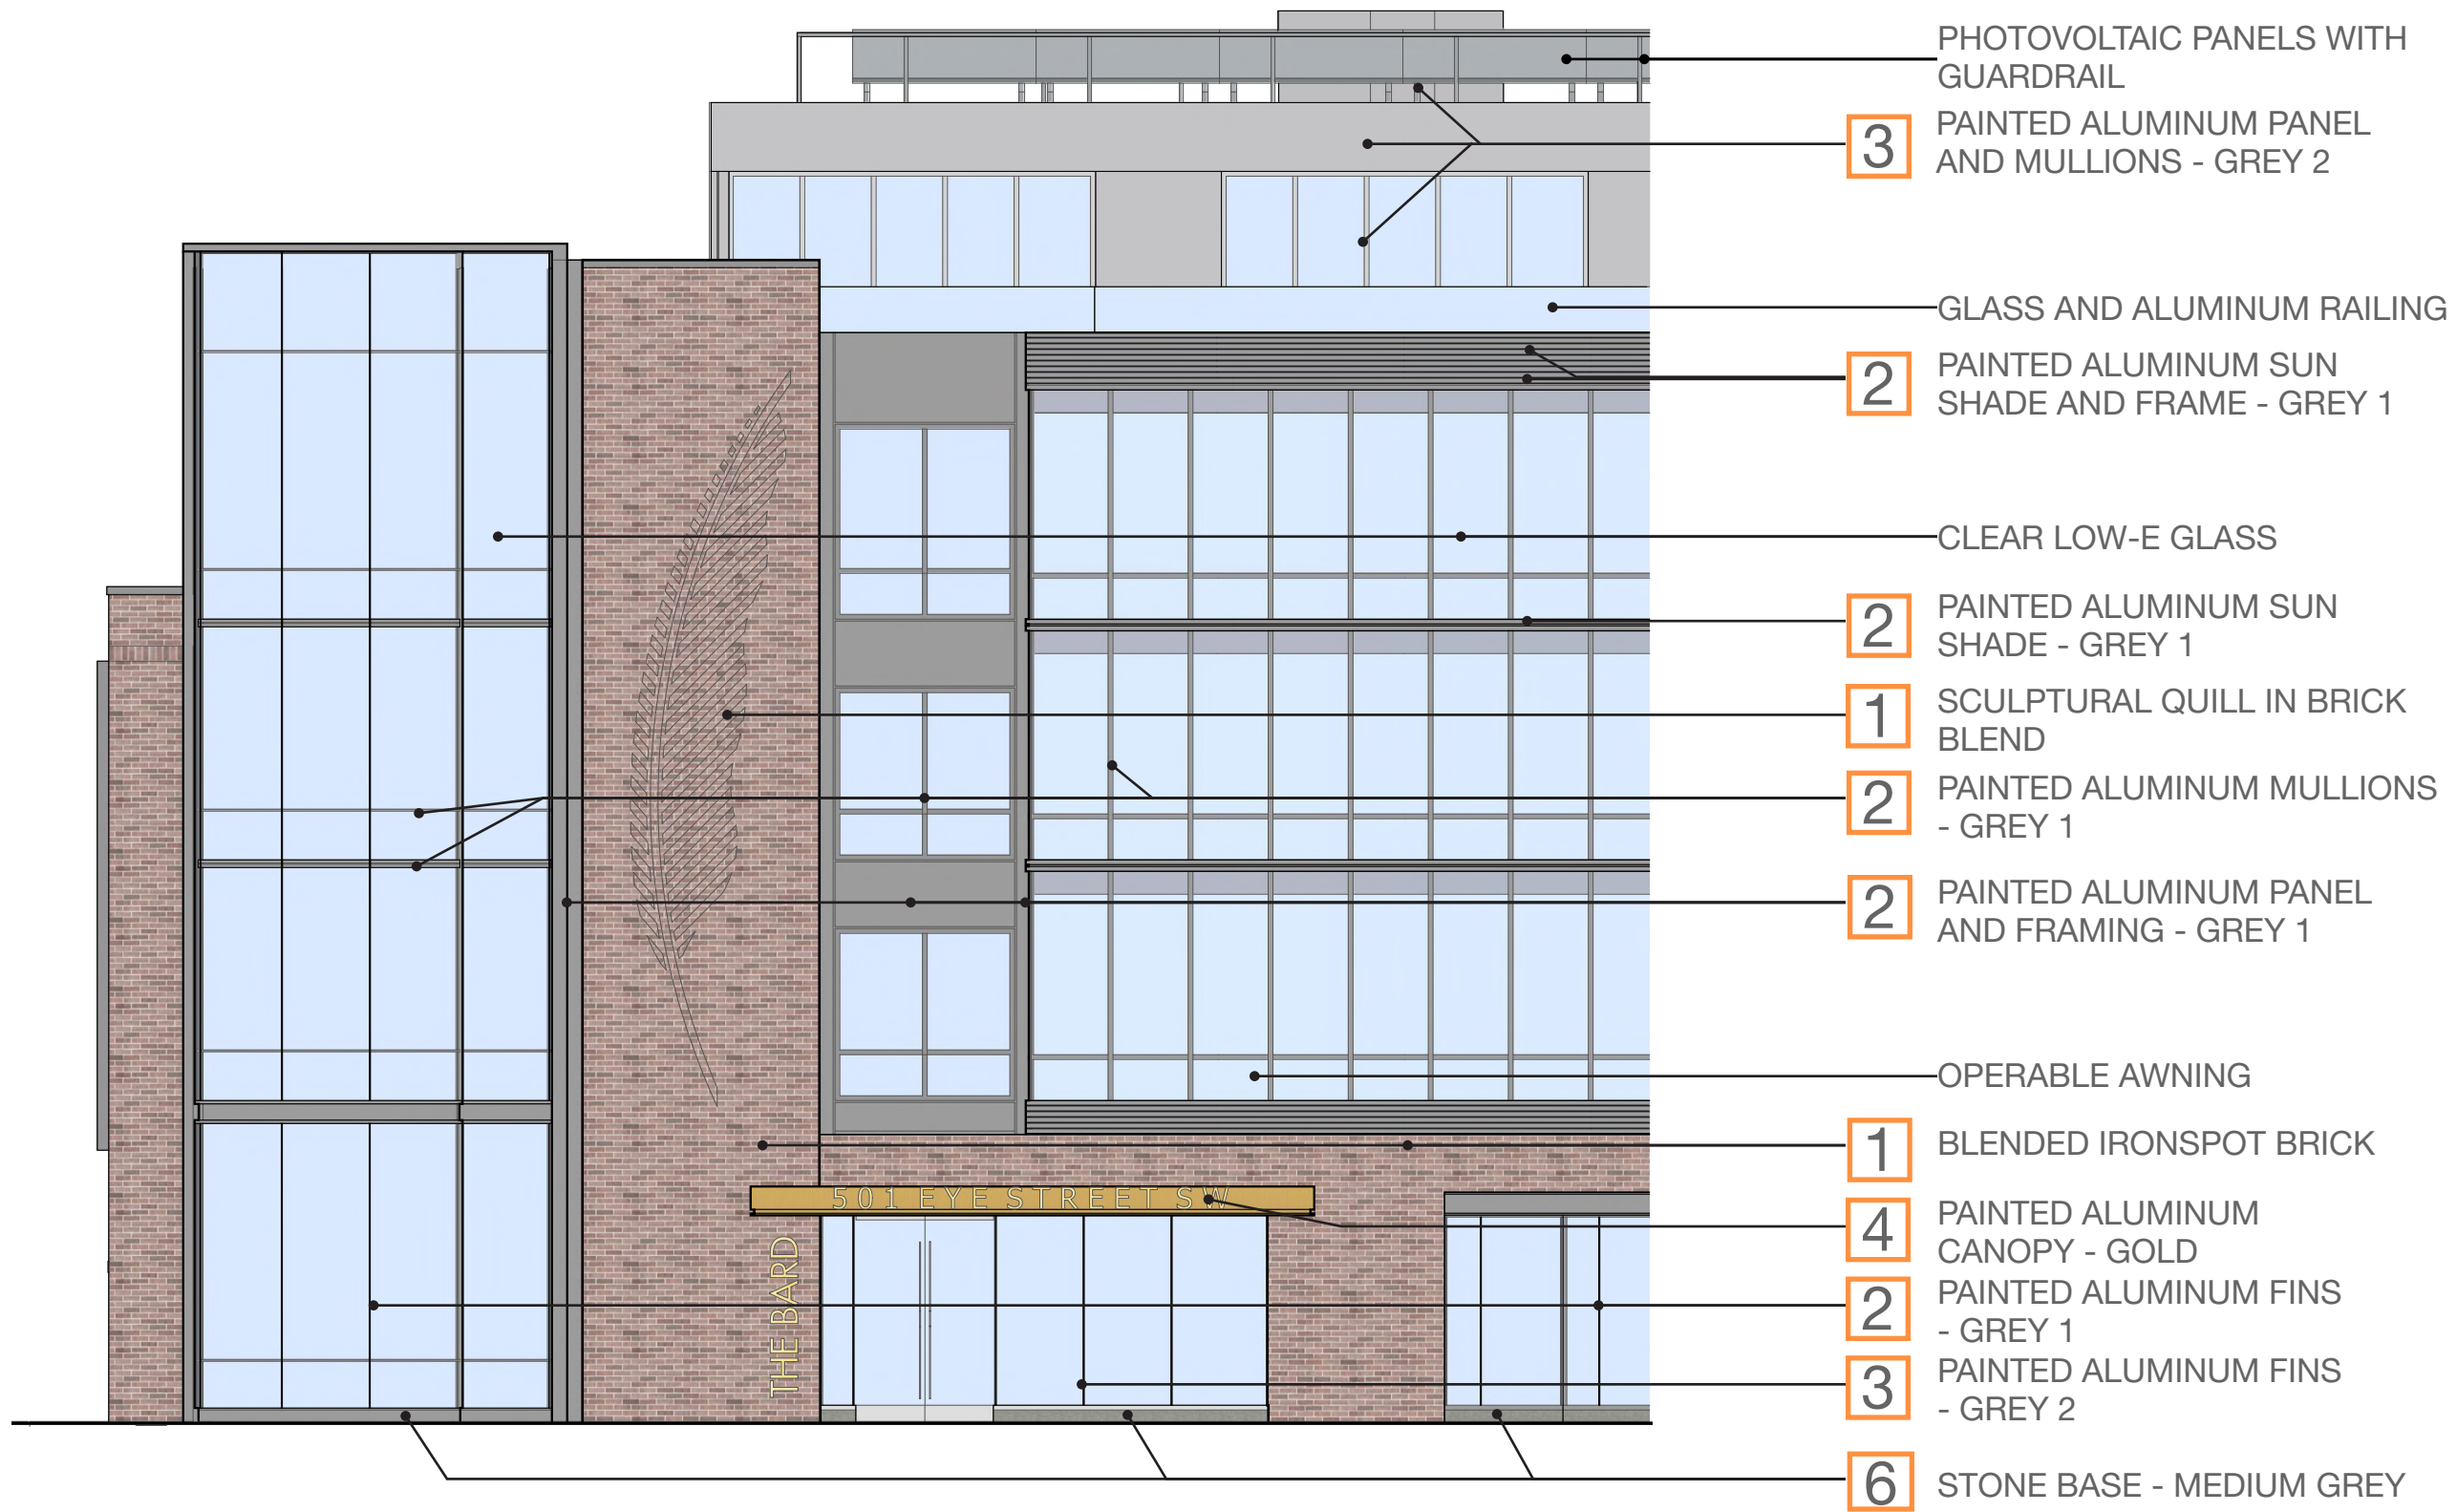 PHOTOVOLTAIC PANELS WITH
GUARDRAIL
3 PAINTED ALUMINUM PANEL
AND MULLIONS - GREY 2
GLASS AND ALUMINUM RAILING
2 PAINTED ALUMINUM SUN
SHADE AND FRAME - GREY 1
CLEAR LOW-E GLASS
2 PAINTED ALUMINUM SUN
SHADE - GREY 1
1 SCULPTURAL QUILL IN BRICK
BLEND
2 PAINTED ALUMINUM MULLIONS
- GREY 1
2 PAINTED ALUMINUM PANEL
AND FRAMING - GREY 1
OPERABLE AWNING
1 BLENDED IRONSPOT BRICK
501 EYE STREET SW
4 PAINTED ALUMINUM
CANOPY - GOLD
THE BARD
2 PAINTED ALUMINUM FINS
- GREY 1
3 PAINTED ALUMINUM FINS
- GREY 2
6 STONE BASE - MEDIUM GREY